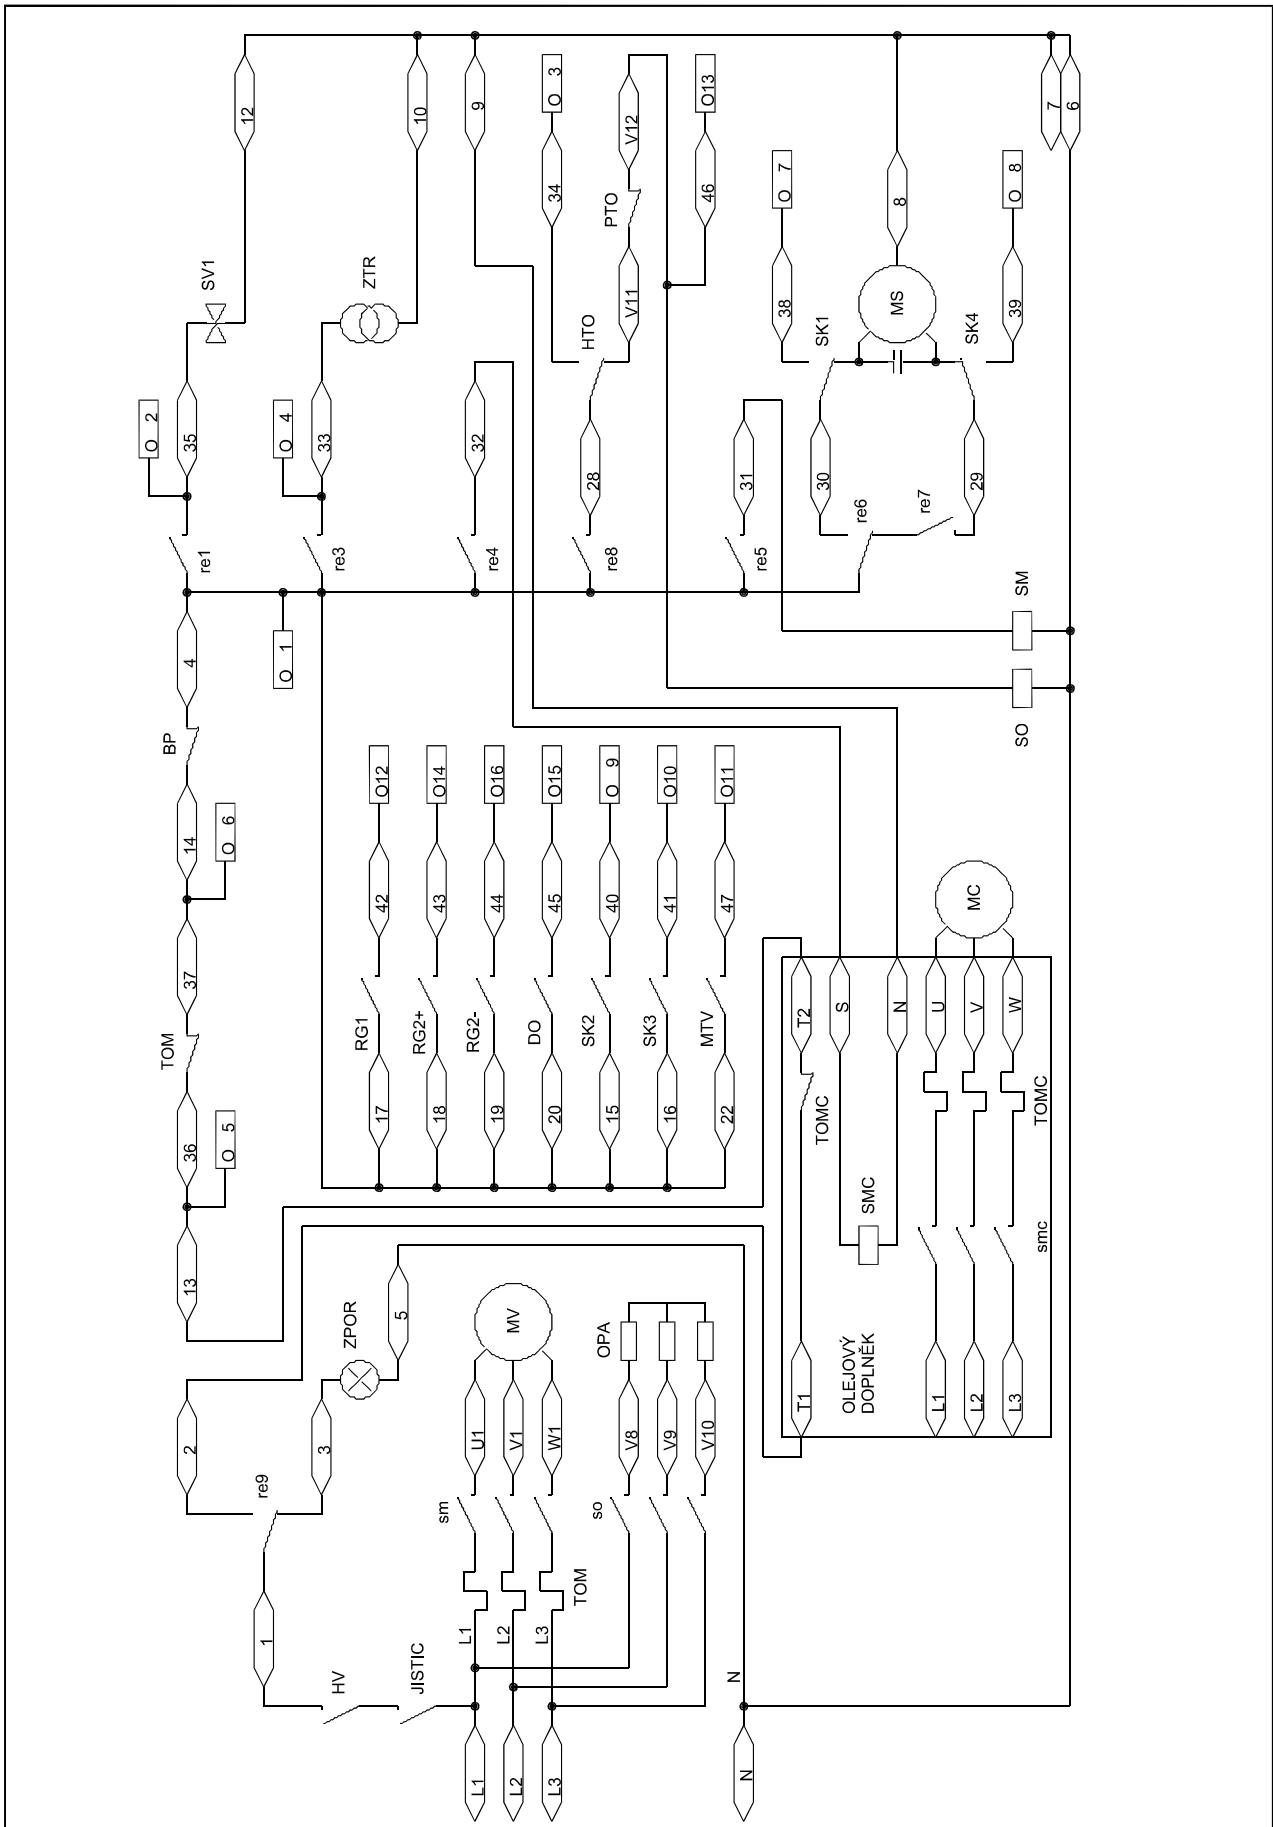 12
10
9
O 3
V12
O13
7
6
34
PTO
46
O 7
8
O 8
SV1
ZTR
HTO
V11
38
SK1
MS
SK4
39
O 2
35
O 4
33
32
28
31
30
29
re1
re3
re4
re8
re5
re6
re7
4
O 1
SM
SO
BP
14
O 6
O12
O14
O16
O15
O 9
O10
O11
42
43
44
45
40
41
47
MC
37
TOM
RG1
RG2+
RG2-
DO
SK2
SK3
MTV
T2
S
N
U
V
W
36
O 5
17
18
19
20
15
16
22
TOMC
TOMC
13
SMC
smc
ZPOR
5
MV
OPA
OLEJOVÝ
DOPLNĚK
T1
L1
L2
L3
2
3
U1
V1
W1
V8
V9
V10
re9
sm
so
TOM
1
HV
JISTIC
L1
L2
L3
N
L1
L2
L3
N